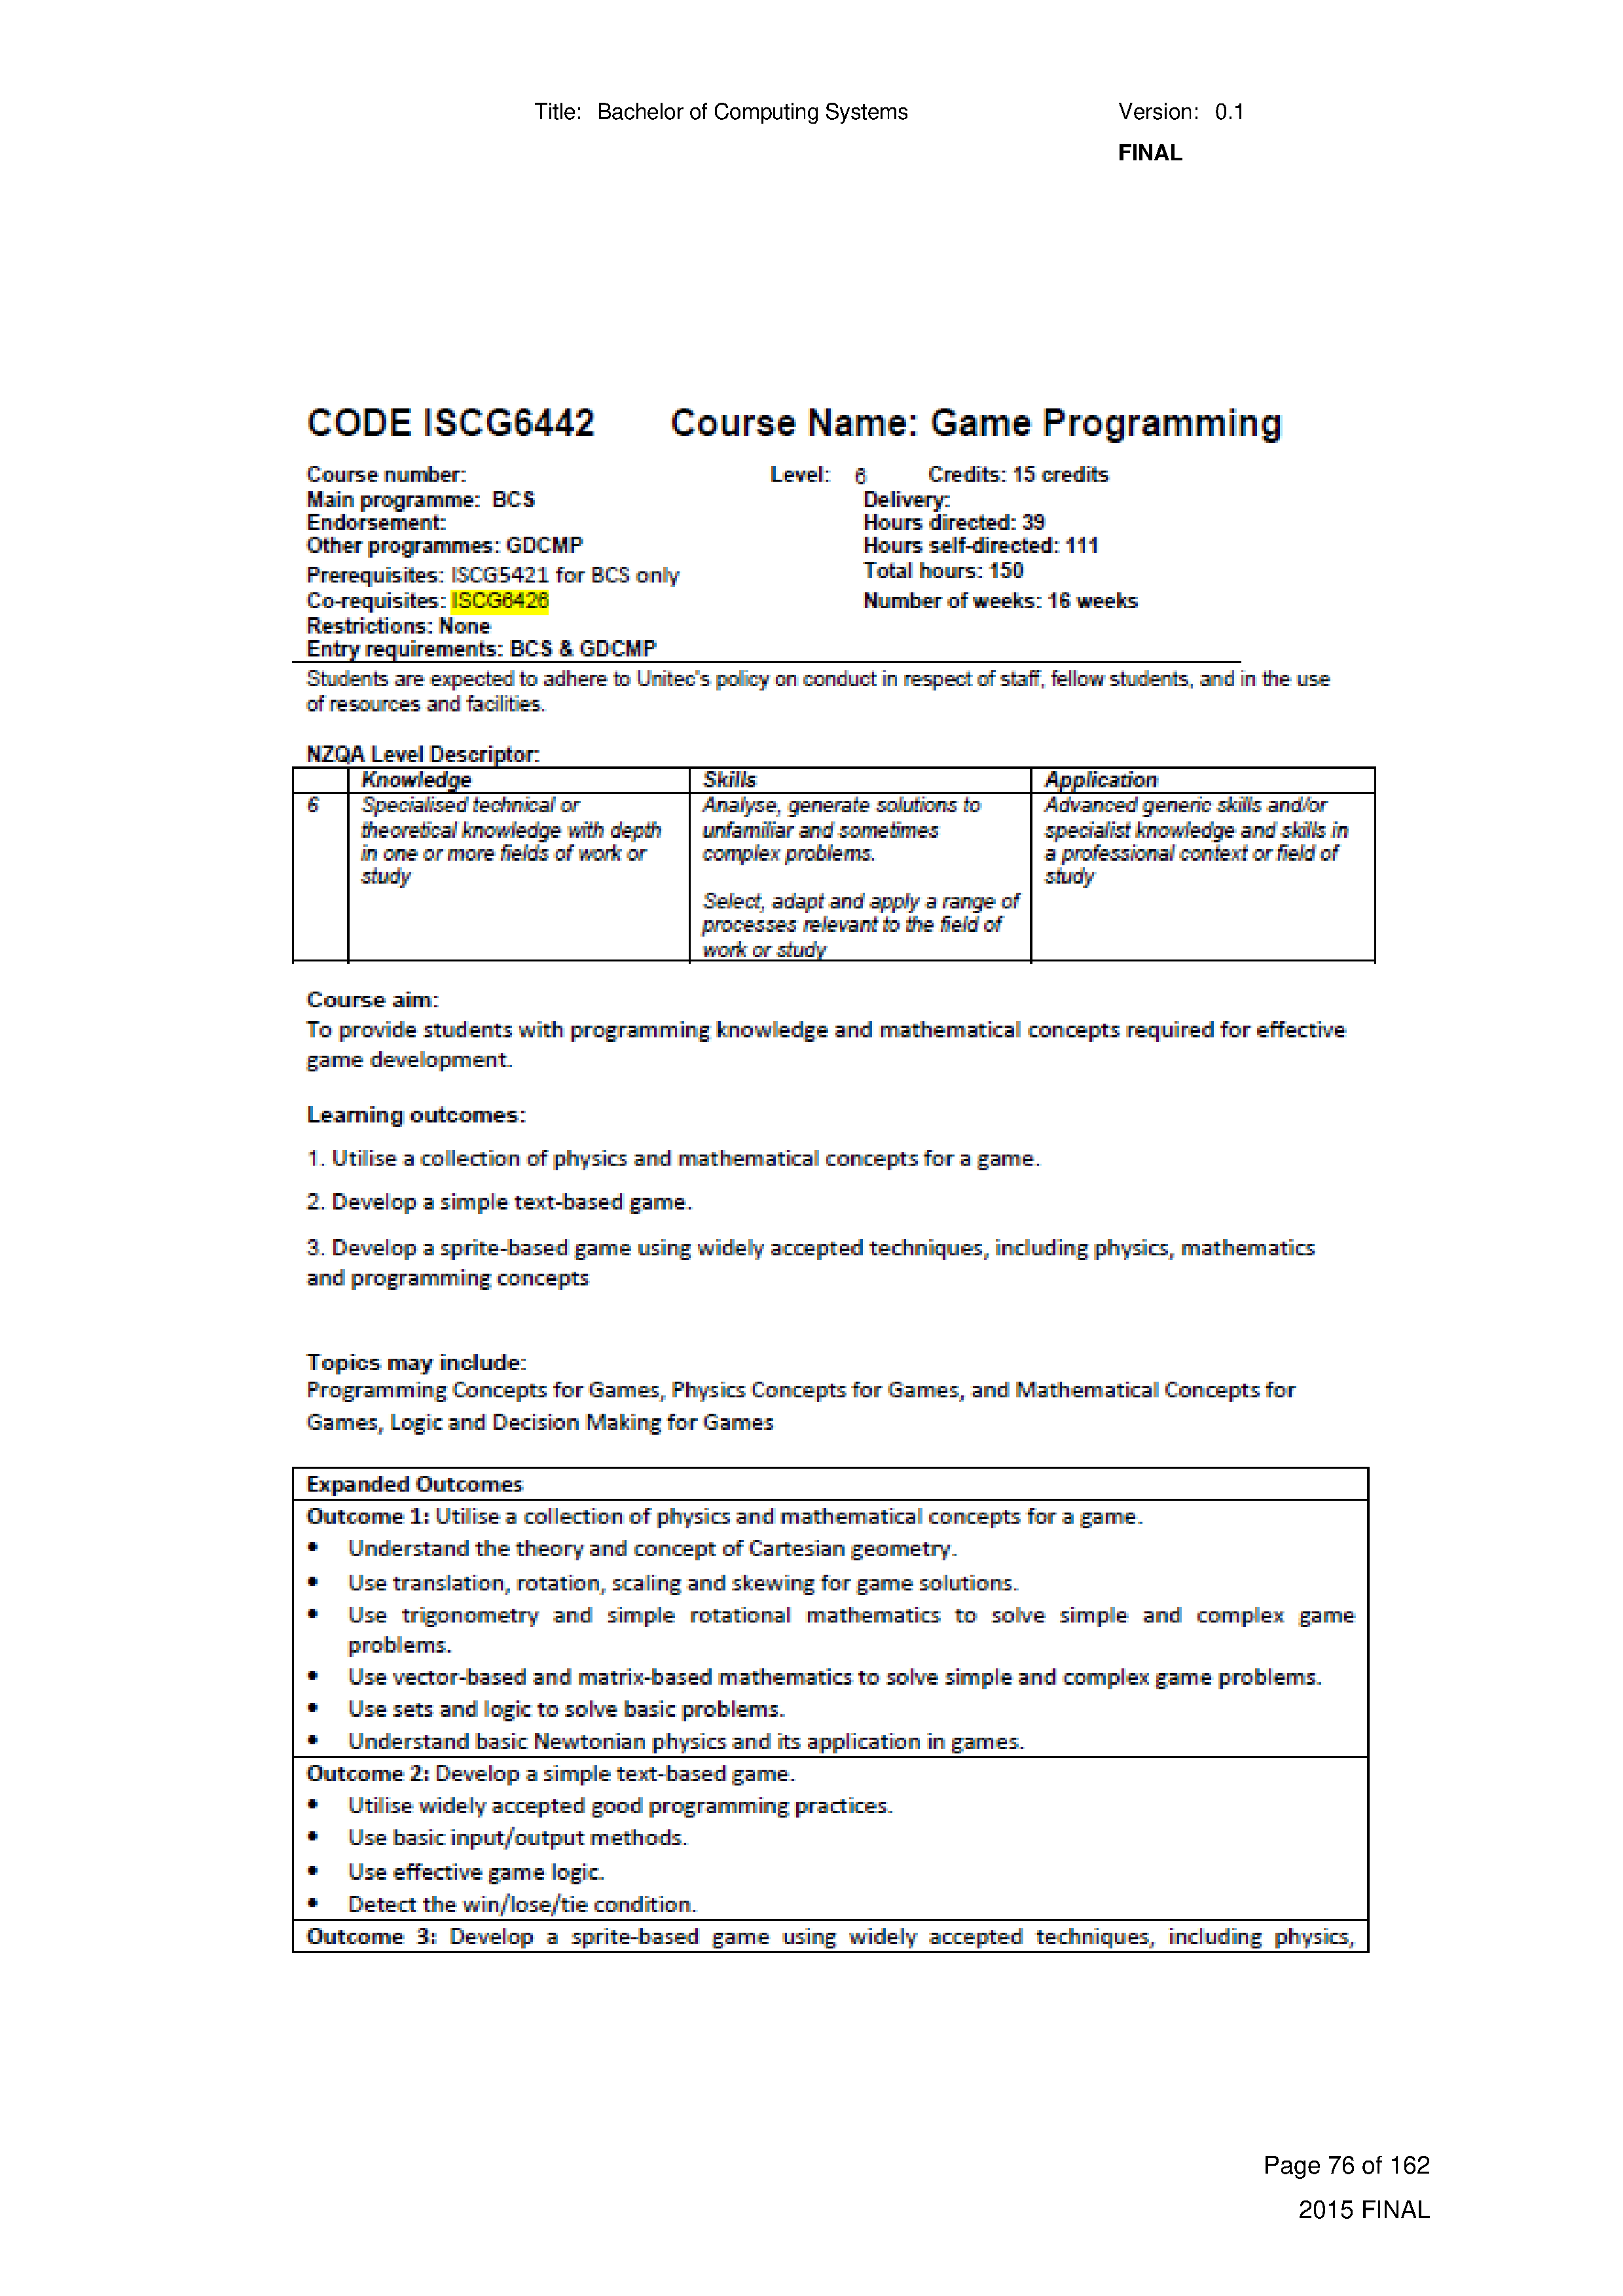 Title: Bachelor of Computing Systems Version: 0.1
FINAL
CODE ISCG6442 Course Name: Game Programming
Course number: Level: 6 Credits: 15 credits
Main programme: BCS Delivery:
Endorsement: Hours directed: 39
Other programmes: GDCMP Hours self-directed: 111
Prerequisites: ISCG5421 for BCS only Total hours: 150
Co-requisites: ISCG6426 Number of weeks: 16 weeks
Restrictions: None
Entry requirements: BCS & GDCMP
Students are expected to adhere to Unitec's policy on conduct in respect of staff, fellow students, and in the use
of resources and facilities.
NZQA Level Descriptor:
Knowledge Skills Application
6 Specialised technical or Analyse, generate solutions to Advanced generic skills and/or
theoretical knowledge with depth unfamiliar and sometimes specialist knowledge and skills in
in one or more fields of work or complex problems. a professional context or field of
study study
Select, adapt and apply a range of
processes relevant to the field of
work or study
Course aim:
To provide students with programming knowledge and mathematical concepts required for effective
game development.
Learning outcomes:
1. Utilise a collection of physics and mathematical concepts for a game.
2. Develop a simple text-based game.
3. Develop a sprite-based game using widely accepted techniques, including physics, mathematics
and programming concepts
Topics may include:
Programming Concepts for Games, Physics Concepts for Games, and Mathematical Concepts for
Games, Logic and Decision Making for Games
Expanded Outcomes
Outcome 1: Utilise a collection of physics and mathematical concepts for a game.
• Understand the theory and concept of Cartesian geometry.
• Use translation, rotation, scaling and skewing for game solutions.
• Use trigonometry and simple rotational mathematics to solve simple and complex game
problems.
• Use vector-based and matrix-based mathematics to solve simple and complex game problems.
• Use sets and logic to solve basic problems.
• Understand basic Newtonian physics and its application in games.
Outcome 2: Develop a simple text-based game.
• Utilise widely accepted good programming practices.
• Use basic input/output methods.
• Use effective game logic.
• Detect the win/lose/tie condition.
Outcome 3: Develop a sprite-based game using widely accepted techniques, including physics,
Page 76 of 162
2015 FINAL